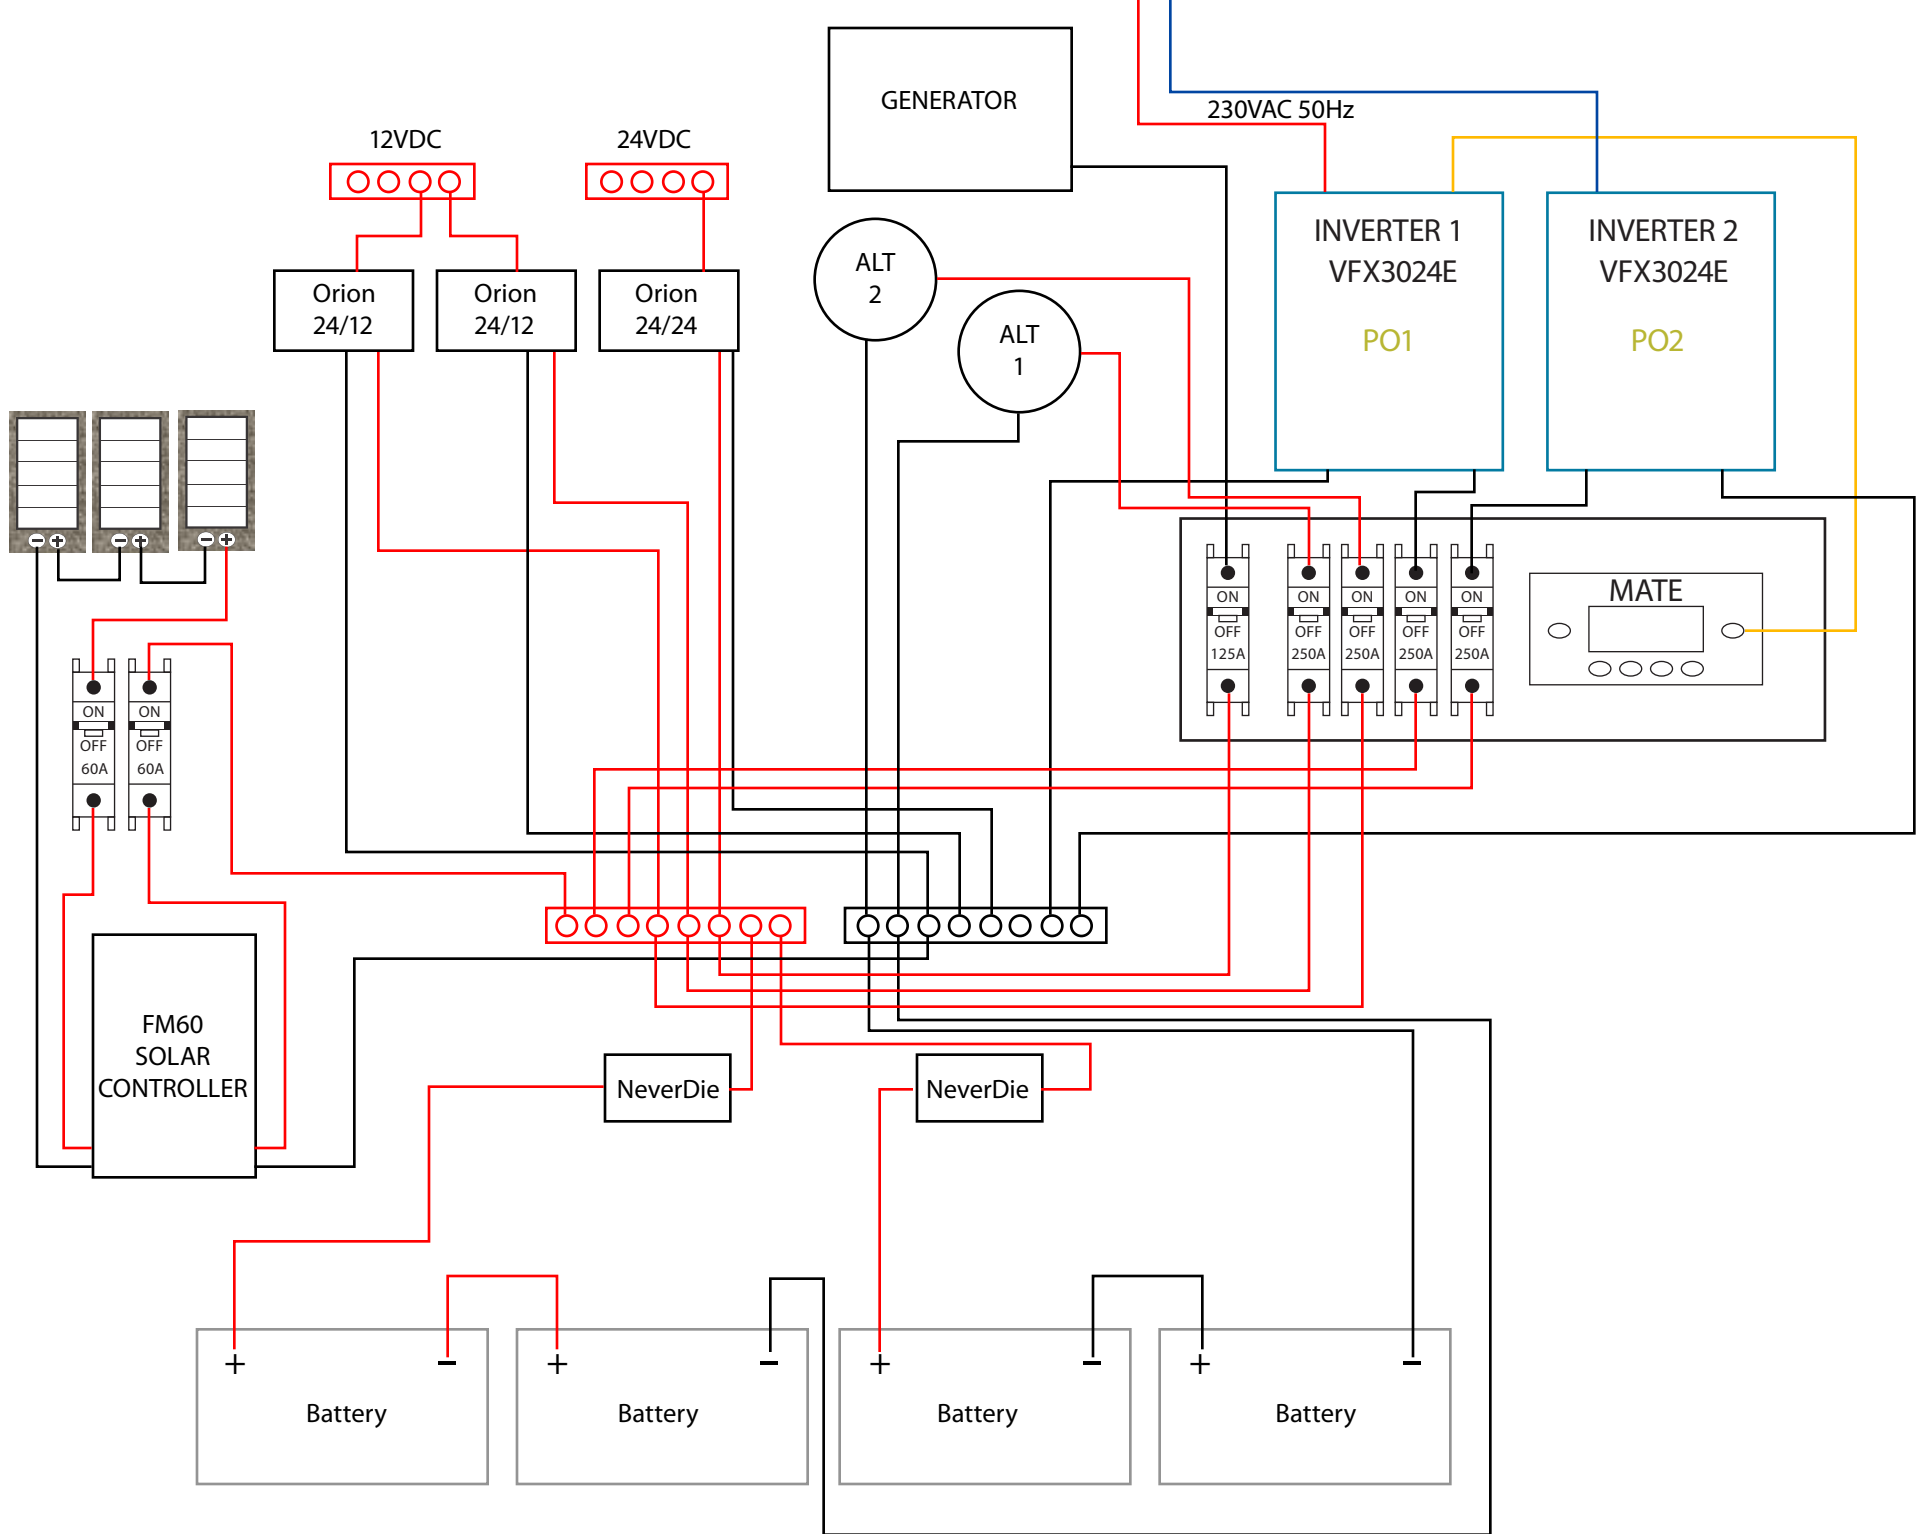 GENERATOR
230VAC 50Hz
12VDC
24VDC
INVERTER 1
VFX3024E
PO1
INVERTER 2
VFX3024E
PO2
Orion
24/12
Orion
24/12
Orion
24/24
ALT
2
ALT
1
ON
OFF
125A
ON
OFF
250A
ON
OFF
250A
ON
OFF
250A
ON
OFF
250A
MATE
− +
− +
− +
ON
OFF
60A
ON
OFF
60A
FM60
SOLAR
CONTROLLER
NeverDie
NeverDie
+ −
Battery
+ −
Battery
+ −
Battery
+ −
Battery